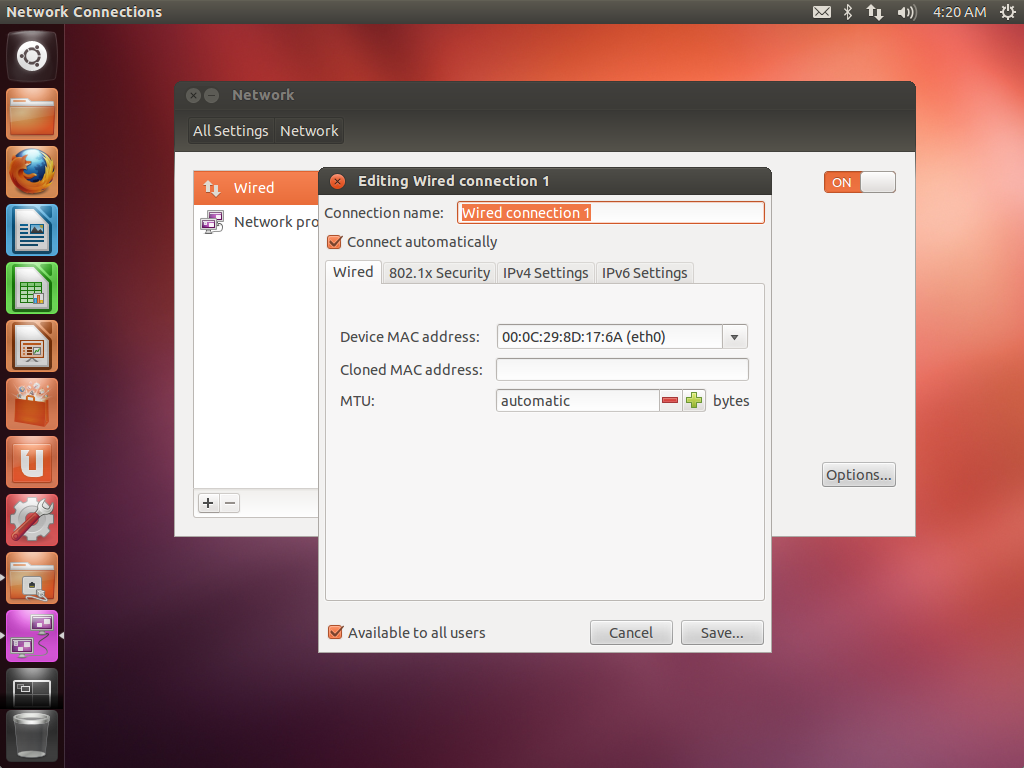 Network Connections
4:20 AM
Network
All Settings
Network
Wired
Network pro
ON
Options...
Editing Wired connection 1
Connection name:
Wired connection 1
Connect automatically
Wired
802.1x Security
IPv4 Settings
IPv6 Settings
Device MAC address:
00:0C:29:8D:17:6A (eth0)
Cloned MAC address:
MTU:
automatic
bytes
Available to all users
Cancel
Save...